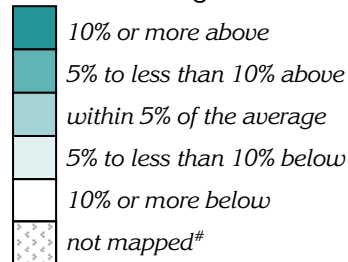 10% or more above
5% to less than 10% above
within 5% of the average
5% to less than 10% below
10% or more below
not mapped#